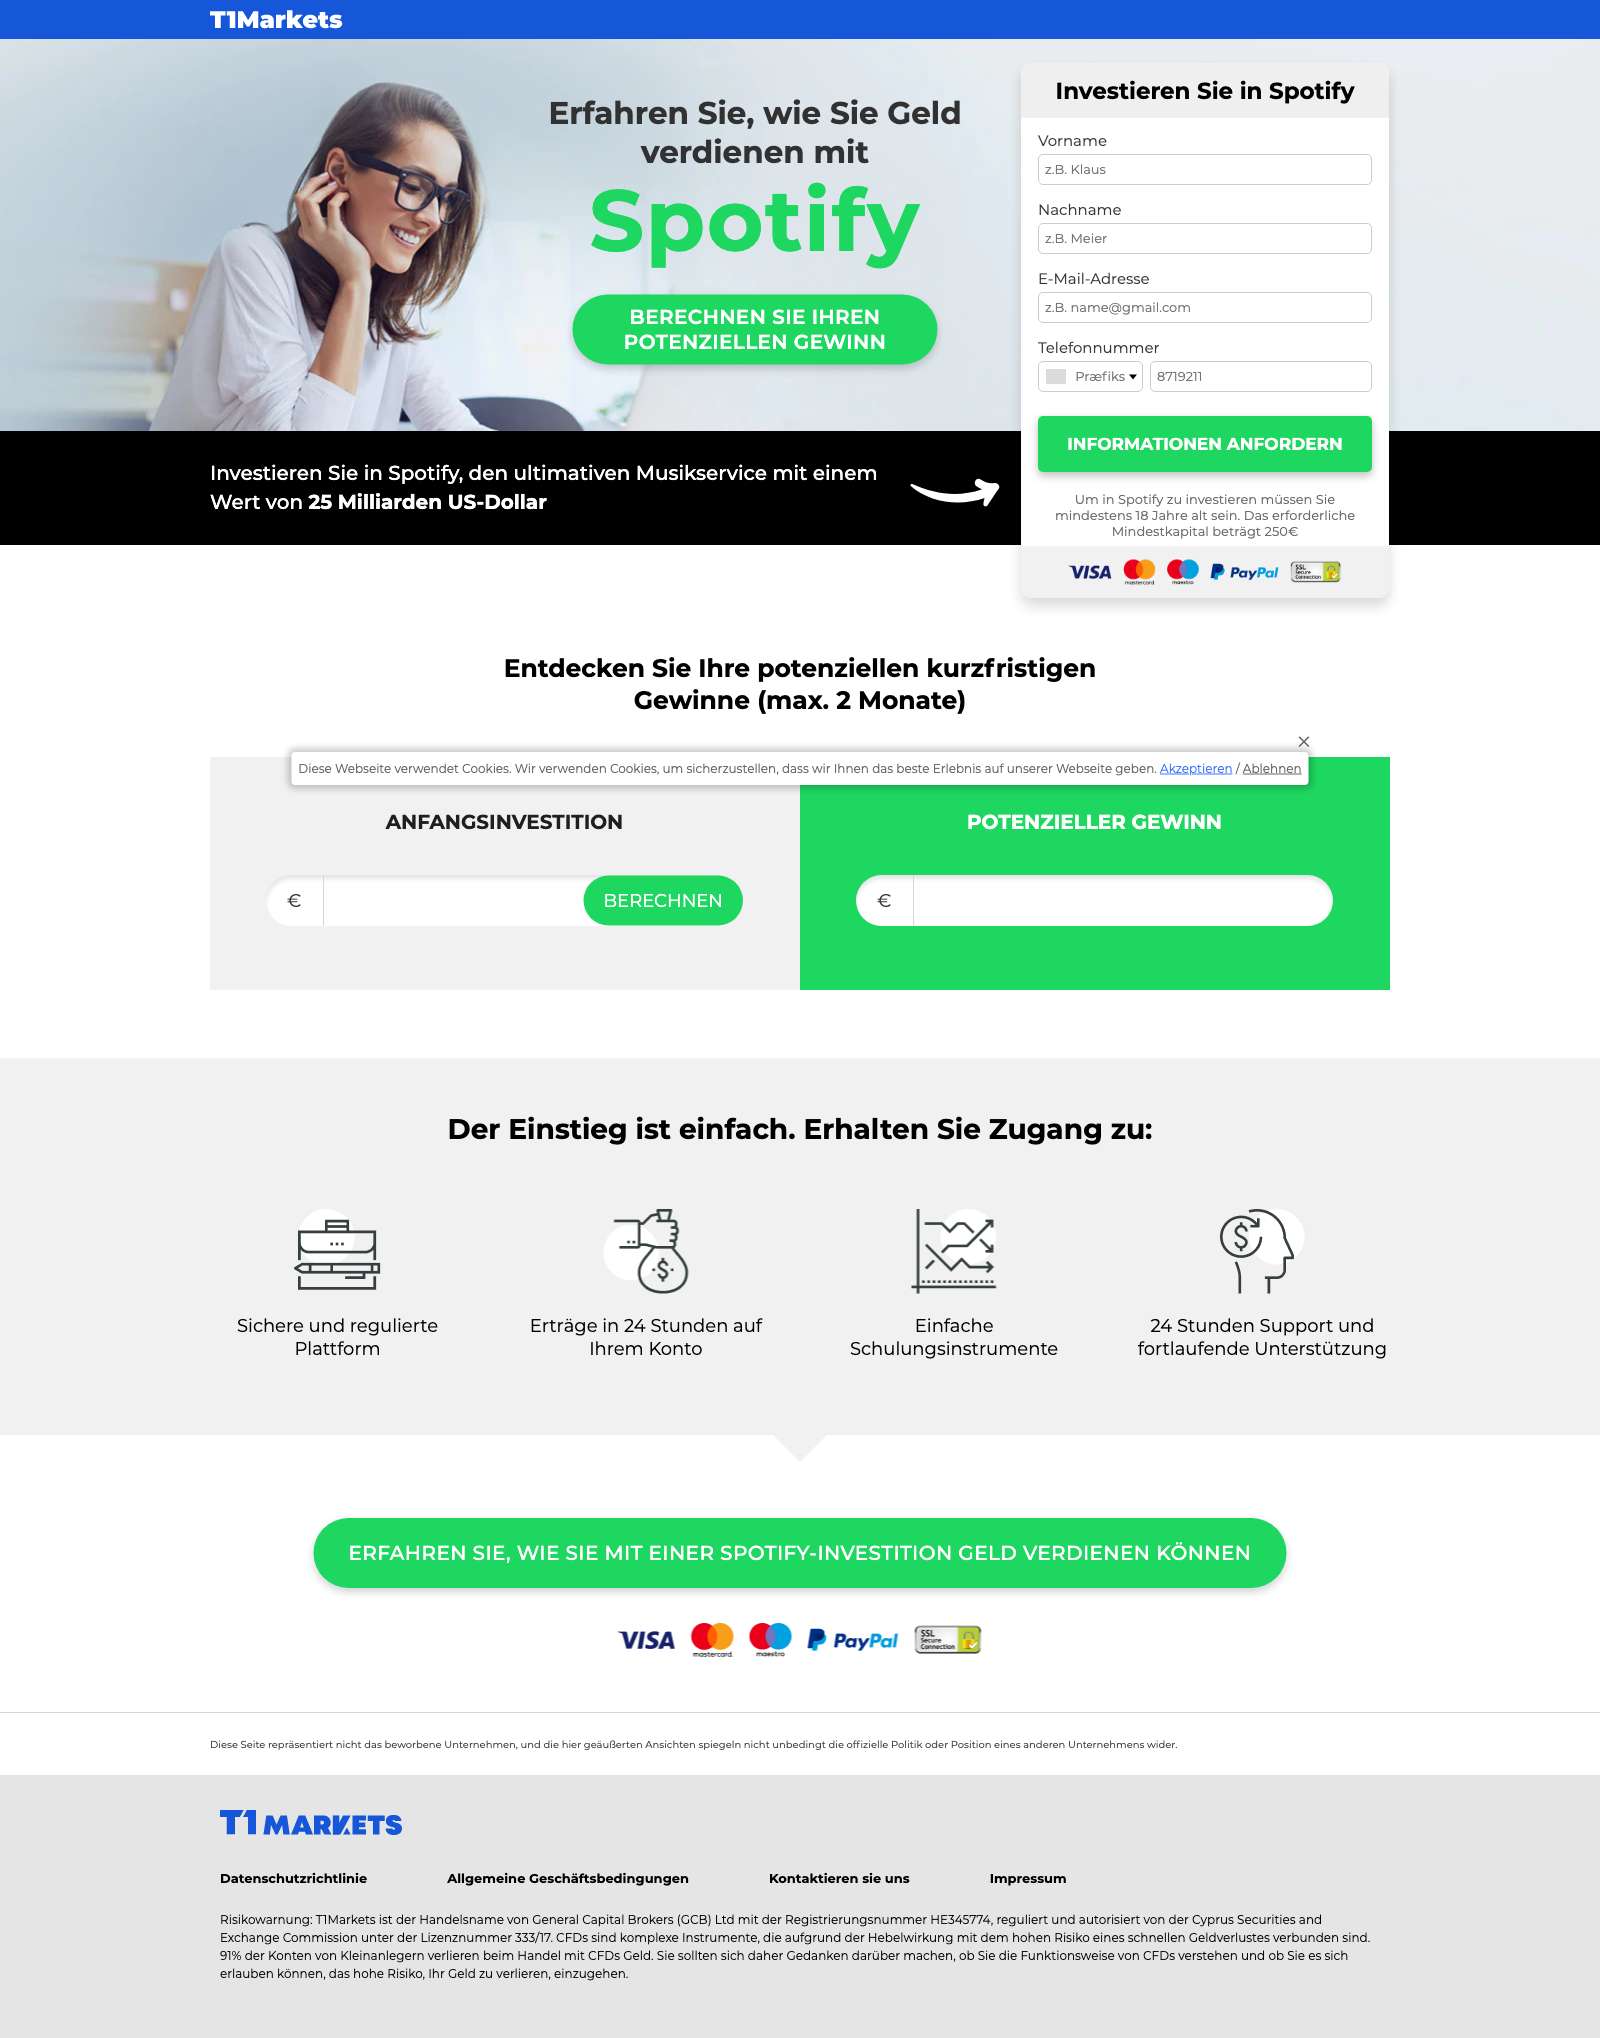 T1Markets
Erfahren Sie, wie Sie Geld
verdienen mit
Spotify
BERECHNEN SIE IHREN
POTENZIELLEN GEWINN
Investieren Sie in Spotify
Vorname
z.B. Klaus
Nachname
z.B. Meier
E-Mail-Adresse
z.B. name@gmail.com
Telefonnummer
Præfiks 8719211
INFORMATIONEN ANFORDERN
Um in Spotify zu investieren müssen Sie
mindestens 18 Jahre alt sein. Das erforderliche
Mindestkapital beträgt 250€
VISA mastercard maestro PayPal SSL Secure Connection
Investieren Sie in Spotify, den ultimativen Musikservice mit einem
Wert von 25 Milliarden US-Dollar
Entdecken Sie Ihre potenziellen kurzfristigen
Gewinne (max. 2 Monate)
Diese Webseite verwendet Cookies. Wir verwenden Cookies, um sicherzustellen, dass wir Ihnen das beste Erlebnis auf unserer Webseite geben. Akzeptieren / Ablehnen
ANFANGSINVESTITION
€
BERECHNEN
POTENZIELLER GEWINN
€
Der Einstieg ist einfach. Erhalten Sie Zugang zu:
Sichere und regulierte
Plattform
Erträge in 24 Stunden auf
Ihrem Konto
Einfache
Schulungsinstrumente
24 Stunden Support und
fortlaufende Unterstützung
ERFAHREN SIE, WIE SIE MIT EINER SPOTIFY-INVESTITION GELD VERDIENEN KÖNNEN
VISA mastercard maestro PayPal SSL Secure Connection
Diese Seite repräsentiert nicht das beworbene Unternehmen, und die hier geäußerten Ansichten spiegeln nicht unbedingt die offizielle Politik oder Position eines anderen Unternehmens wider.
T1 MARKETS
Datenschutzrichtlinie Allgemeine Geschäftsbedingungen Kontaktieren sie uns Impressum
Risikowarnung: T1Markets ist der Handelsname von General Capital Brokers (GCB) Ltd mit der Registrierungsnummer HE345774, reguliert und autorisiert von der Cyprus Securities and
Exchange Commission unter der Lizenznummer 333/17. CFDs sind komplexe Instrumente, die aufgrund der Hebelwirkung mit dem hohen Risiko eines schnellen Geldverlustes verbunden sind.
91% der Konten von Kleinanlegern verlieren beim Handel mit CFDs Geld. Sie sollten sich daher Gedanken darüber machen, ob Sie die Funktionsweise von CFDs verstehen und ob Sie es sich
erlauben können, das hohe Risiko, Ihr Geld zu verlieren, einzugehen.